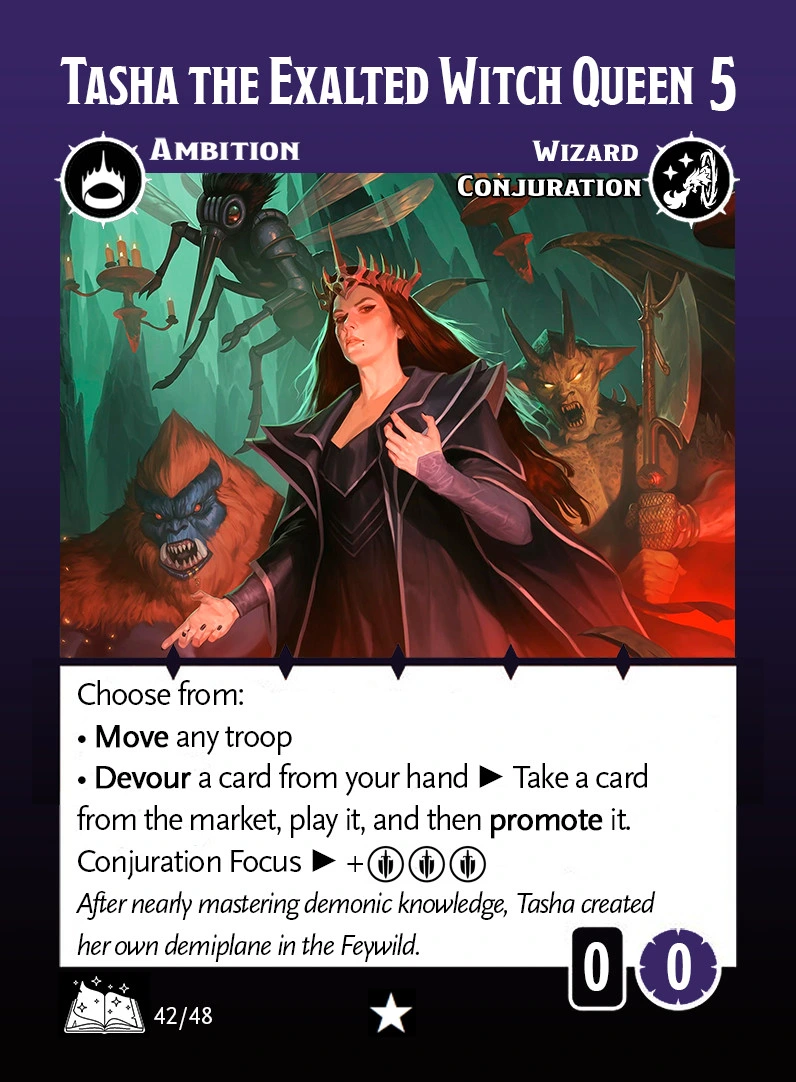 Tasha the Exalted Witch Queen 5
Ambition
Wizard
Conjuration
Choose from:
• Move any troop
• Devour a card from your hand ► Take a card
from the market, play it, and then promote it.
Conjuration Focus ► +
After nearly mastering demonic knowledge, Tasha created
her own demiplane in the Feywild.
0 0
42/48